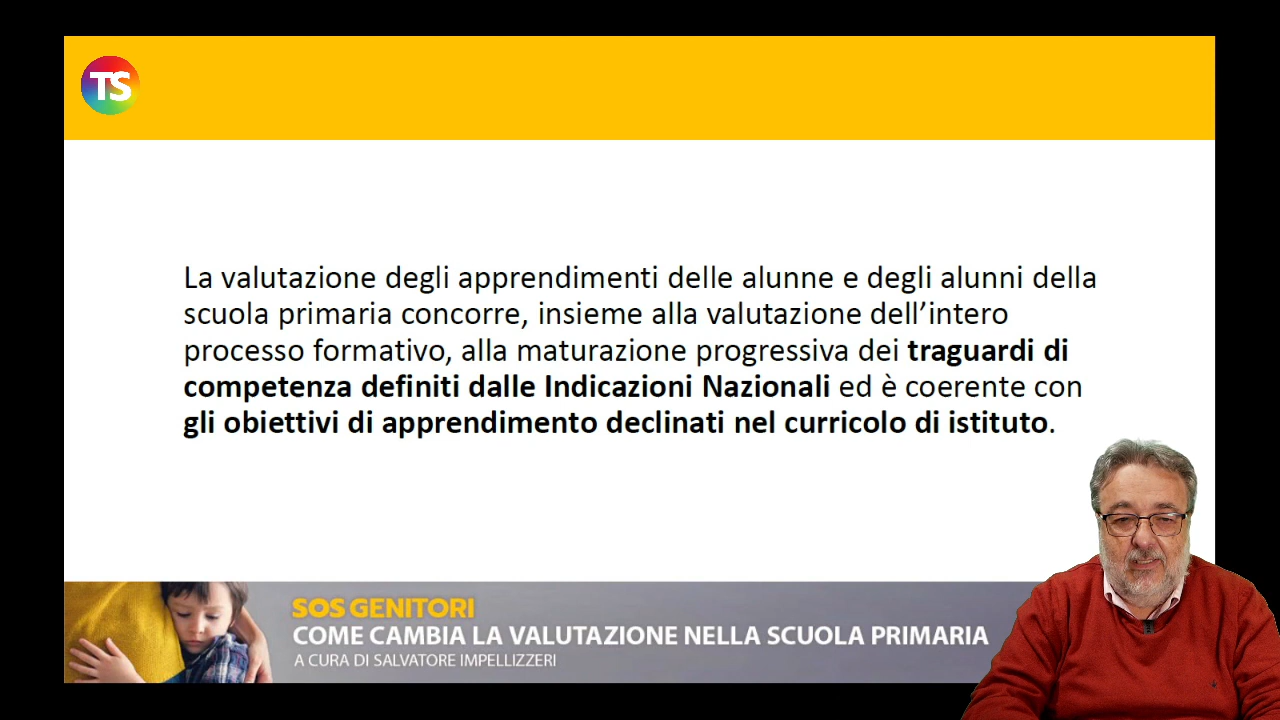 TS
La valutazione degli apprendimenti delle alunne e degli alunni della
scuola primaria concorre, insieme alla valutazione dell’intero
processo formativo, alla maturazione progressiva dei traguardi di
competenza definiti dalle Indicazioni Nazionali ed è coerente con
gli obiettivi di apprendimento declinati nel curricolo di istituto.
SOS GENITORI
COME CAMBIA LA VALUTAZIONE NELLA SCUOLA PRIMARIA
A CURA DI SALVATORE IMPELLIZZERI